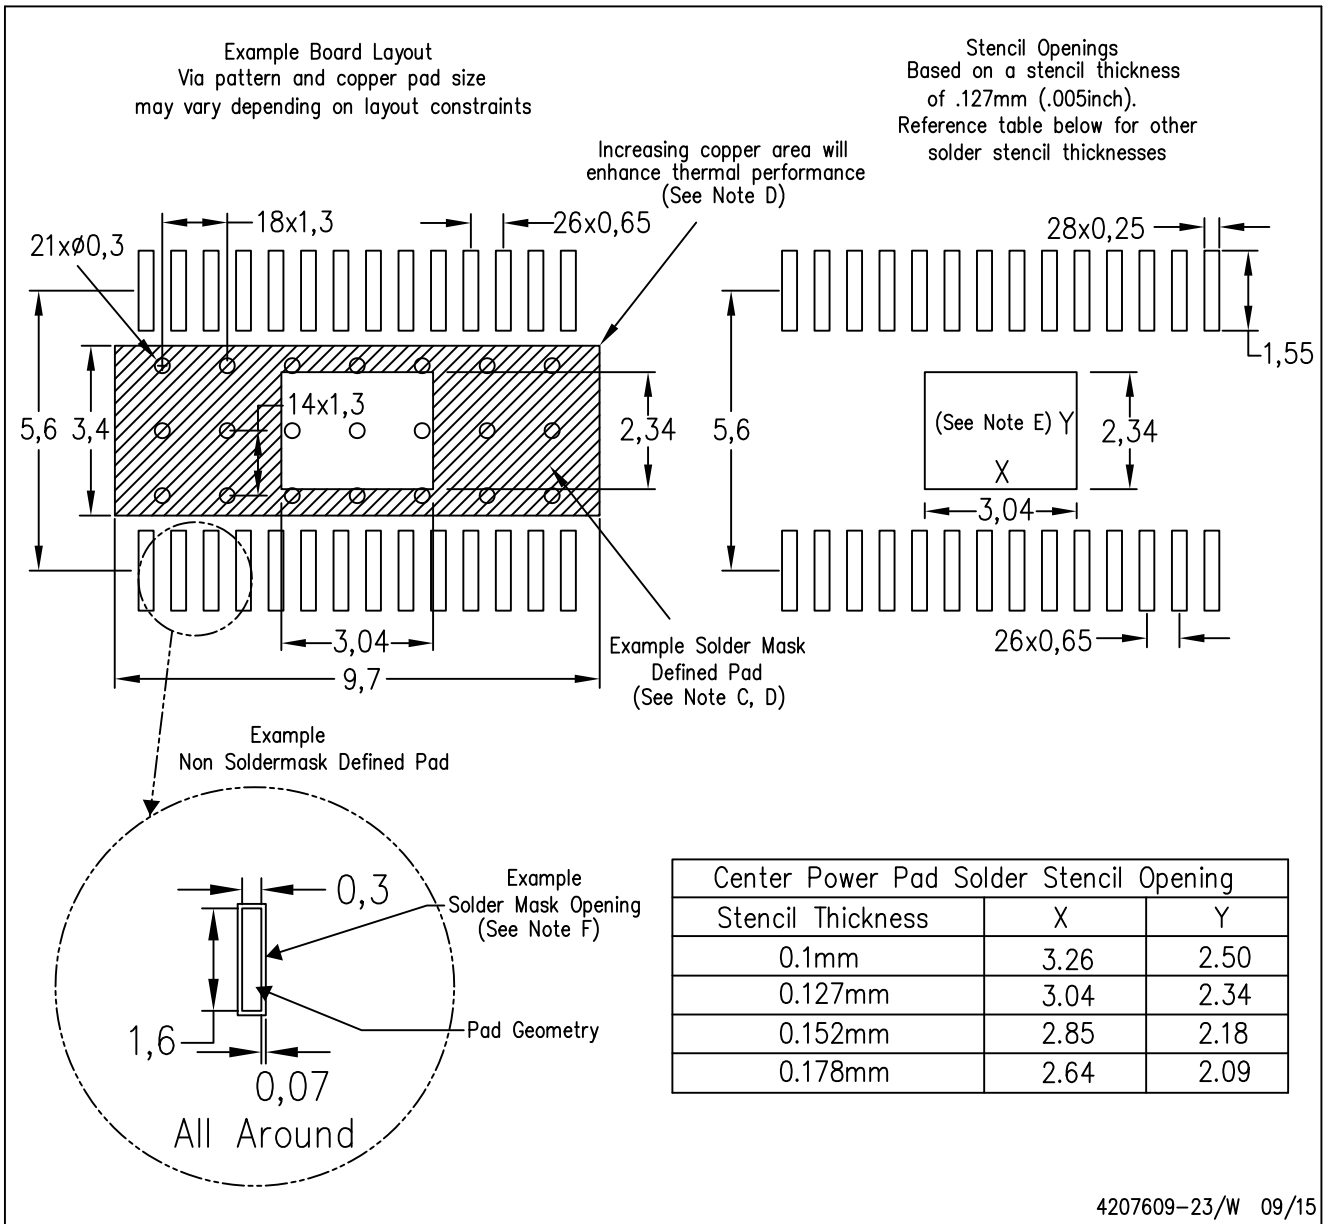 Example Board Layout
Via pattern and copper pad size
may vary depending on layout constraints
Stencil Openings
Based on a stencil thickness
of .127mm (.005inch).
Reference table below for other
solder stencil thicknesses
Increasing copper area will
enhance thermal performance
(See Note D)
18x1,3
26x0,65
21xø0,3
28x0,25
1,55
14x1,3
5,6
3,4
2,34
5,6
(See Note E)
Y
X
2,34
3,04
3,04
9,7
Example Solder Mask
Defined Pad
(See Note C, D)
26x0,65
Example
Non Soldermask Defined Pad
0,3
Example
Solder Mask Opening
(See Note F)
1,6
Pad Geometry
0,07
All Around
Center Power Pad Solder Stencil Opening
Stencil Thickness X Y
0.1mm 3.26 2.50
0.127mm 3.04 2.34
0.152mm 2.85 2.18
0.178mm 2.64 2.09
4207609-23/W 09/15